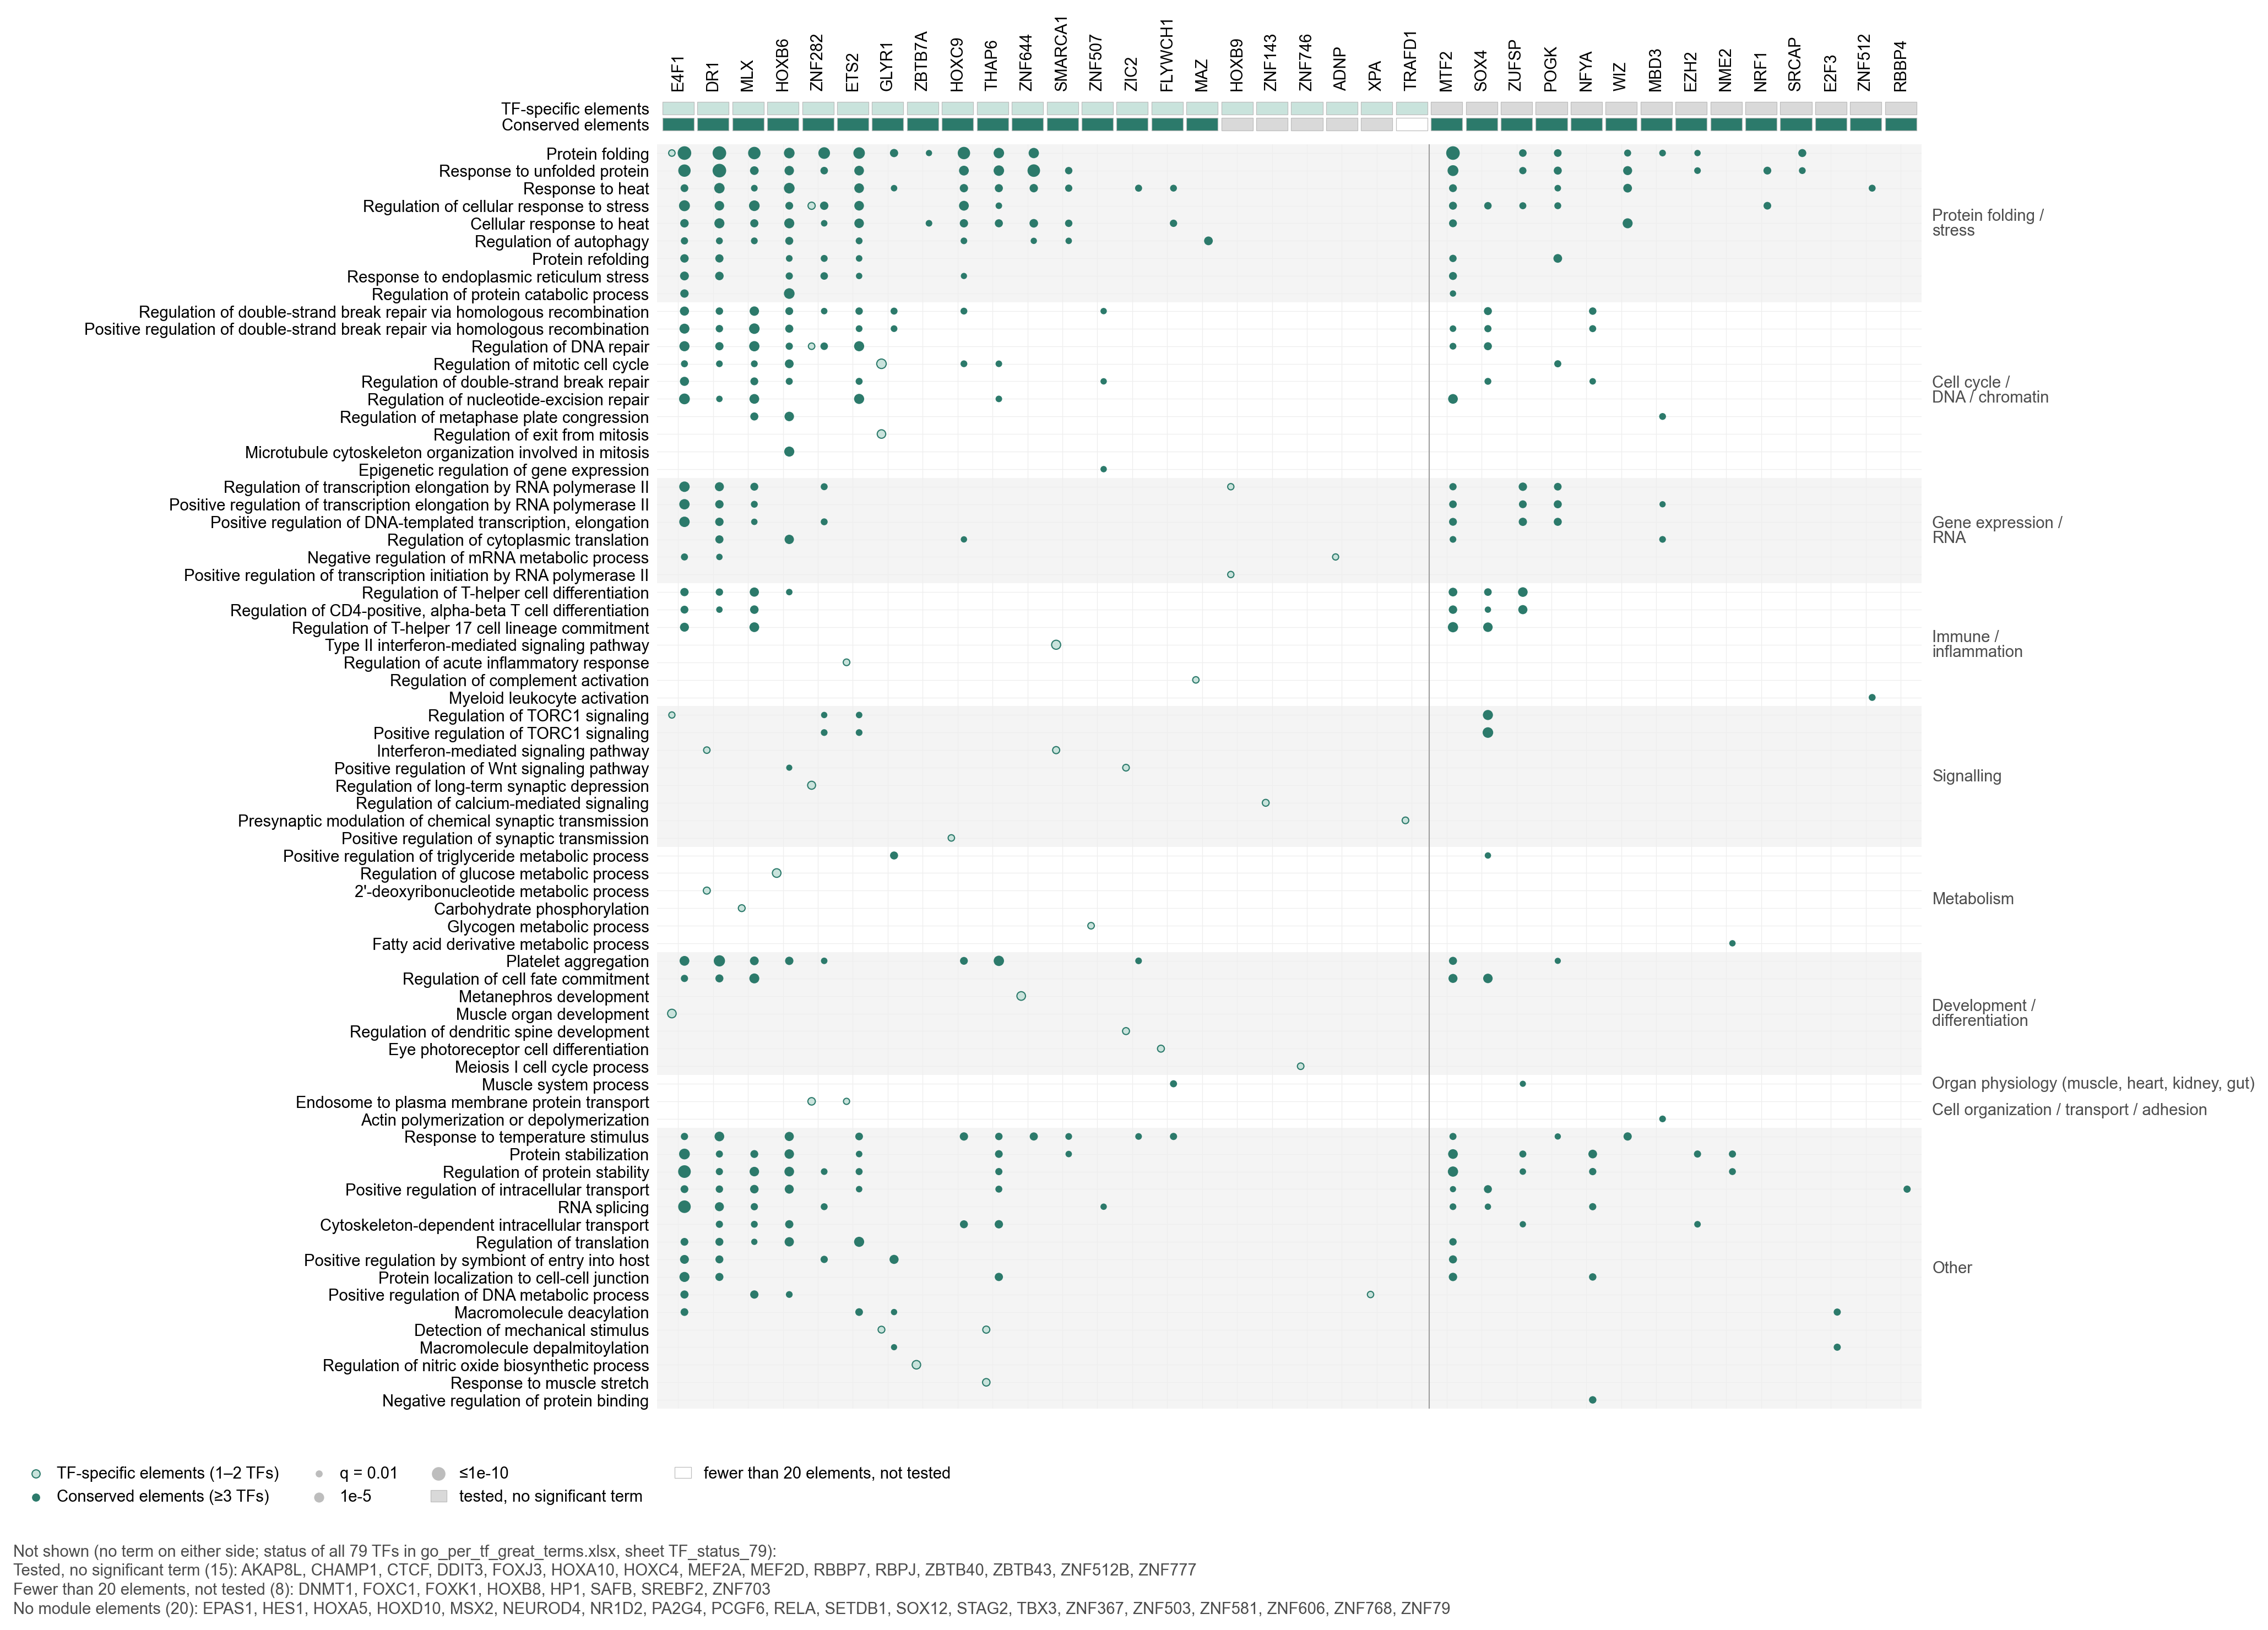 E4F1
DR1
MLX
HOXB6
ZNF282
ETS2
GLYR1
ZBTB7A
HOXC9
THAP6
ZNF644
SMARCA1
ZNF507
ZIC2
FLYWCH1
MAZ
HOXB9
ZNF143
ZNF746
ADNP
XPA
TRAFD1
MTF2
SOX4
ZUFSP
POGK
NFYA
WIZ
MBD3
EZH2
NME2
NRF1
SRCAP
E2F3
ZNF512
RBBP4
TF-specific elements
Conserved elements
Protein folding
Response to unfolded protein
Response to heat
Regulation of cellular response to stress
Cellular response to heat
Regulation of autophagy
Protein refolding
Response to endoplasmic reticulum stress
Regulation of protein catabolic process
Protein folding /
stress
Regulation of double-strand break repair via homologous recombination
Positive regulation of double-strand break repair via homologous recombination
Regulation of DNA repair
Regulation of mitotic cell cycle
Regulation of double-strand break repair
Regulation of nucleotide-excision repair
Regulation of metaphase plate congression
Regulation of exit from mitosis
Microtubule cytoskeleton organization involved in mitosis
Epigenetic regulation of gene expression
Cell cycle /
DNA / chromatin
Regulation of transcription elongation by RNA polymerase II
Positive regulation of transcription elongation by RNA polymerase II
Positive regulation of DNA-templated transcription, elongation
Regulation of cytoplasmic translation
Negative regulation of mRNA metabolic process
Positive regulation of transcription initiation by RNA polymerase II
Gene expression /
RNA
Regulation of T-helper cell differentiation
Regulation of CD4-positive, alpha-beta T cell differentiation
Regulation of T-helper 17 cell lineage commitment
Type II interferon-mediated signaling pathway
Regulation of acute inflammatory response
Regulation of complement activation
Myeloid leukocyte activation
Immune /
inflammation
Regulation of TORC1 signaling
Positive regulation of TORC1 signaling
Interferon-mediated signaling pathway
Positive regulation of Wnt signaling pathway
Regulation of long-term synaptic depression
Regulation of calcium-mediated signaling
Presynaptic modulation of chemical synaptic transmission
Positive regulation of synaptic transmission
Signalling
Positive regulation of triglyceride metabolic process
Regulation of glucose metabolic process
2'-deoxyribonucleotide metabolic process
Carbohydrate phosphorylation
Glycogen metabolic process
Fatty acid derivative metabolic process
Metabolism
Platelet aggregation
Regulation of cell fate commitment
Metanephros development
Muscle organ development
Regulation of dendritic spine development
Eye photoreceptor cell differentiation
Meiosis I cell cycle process
Development /
differentiation
Muscle system process
Organ physiology (muscle, heart, kidney, gut)
Endosome to plasma membrane protein transport
Actin polymerization or depolymerization
Cell organization / transport / adhesion
Response to temperature stimulus
Protein stabilization
Regulation of protein stability
Positive regulation of intracellular transport
RNA splicing
Cytoskeleton-dependent intracellular transport
Regulation of translation
Positive regulation by symbiont of entry into host
Protein localization to cell-cell junction
Positive regulation of DNA metabolic process
Macromolecule deacylation
Detection of mechanical stimulus
Macromolecule depalmitoylation
Regulation of nitric oxide biosynthetic process
Response to muscle stretch
Negative regulation of protein binding
Other
TF-specific elements (1–2 TFs)
Conserved elements (≥3 TFs)
q = 0.01
1e-5
≤1e-10
tested, no significant term
fewer than 20 elements, not tested
Not shown (no term on either side; status of all 79 TFs in go_per_tf_great_terms.xlsx, sheet TF_status_79):
Tested, no significant term (15): AKAP8L, CHAMP1, CTCF, DDIT3, FOXJ3, HOXA10, HOXC4, MEF2A, MEF2D, RBBP7, RBPJ, ZBTB40, ZBTB43, ZNF512B, ZNF777
Fewer than 20 elements, not tested (8): DNMT1, FOXC1, FOXK1, HOXB8, HP1, SAFB, SREBF2, ZNF703
No module elements (20): EPAS1, HES1, HOXA5, HOXD10, MSX2, NEUROD4, NR1D2, PA2G4, PCGF6, RELA, SETDB1, SOX12, STAG2, TBX3, ZNF367, ZNF503, ZNF581, ZNF606, ZNF768, ZNF79